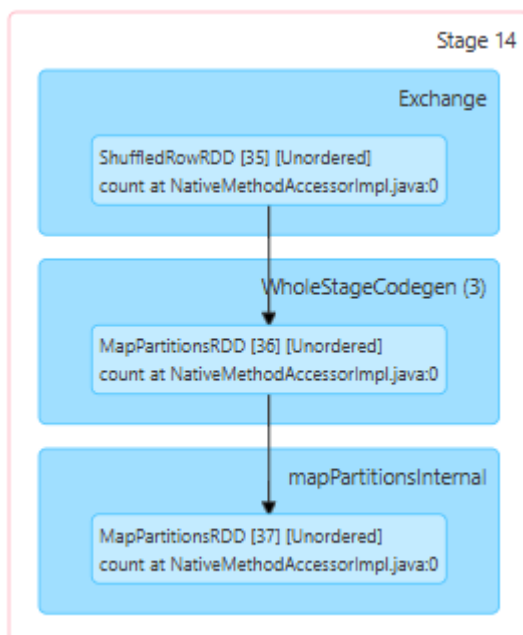 Stage 14
Exchange
ShuffledRowRDD [35] [Unordered]
count at NativeMethodAccessorImpl.java:0
WholeStageCodegen (3)
MapPartitionsRDD [36] [Unordered]
count at NativeMethodAccessorImpl.java:0
mapPartitionsInternal
MapPartitionsRDD [37] [Unordered]
count at NativeMethodAccessorImpl.java:0